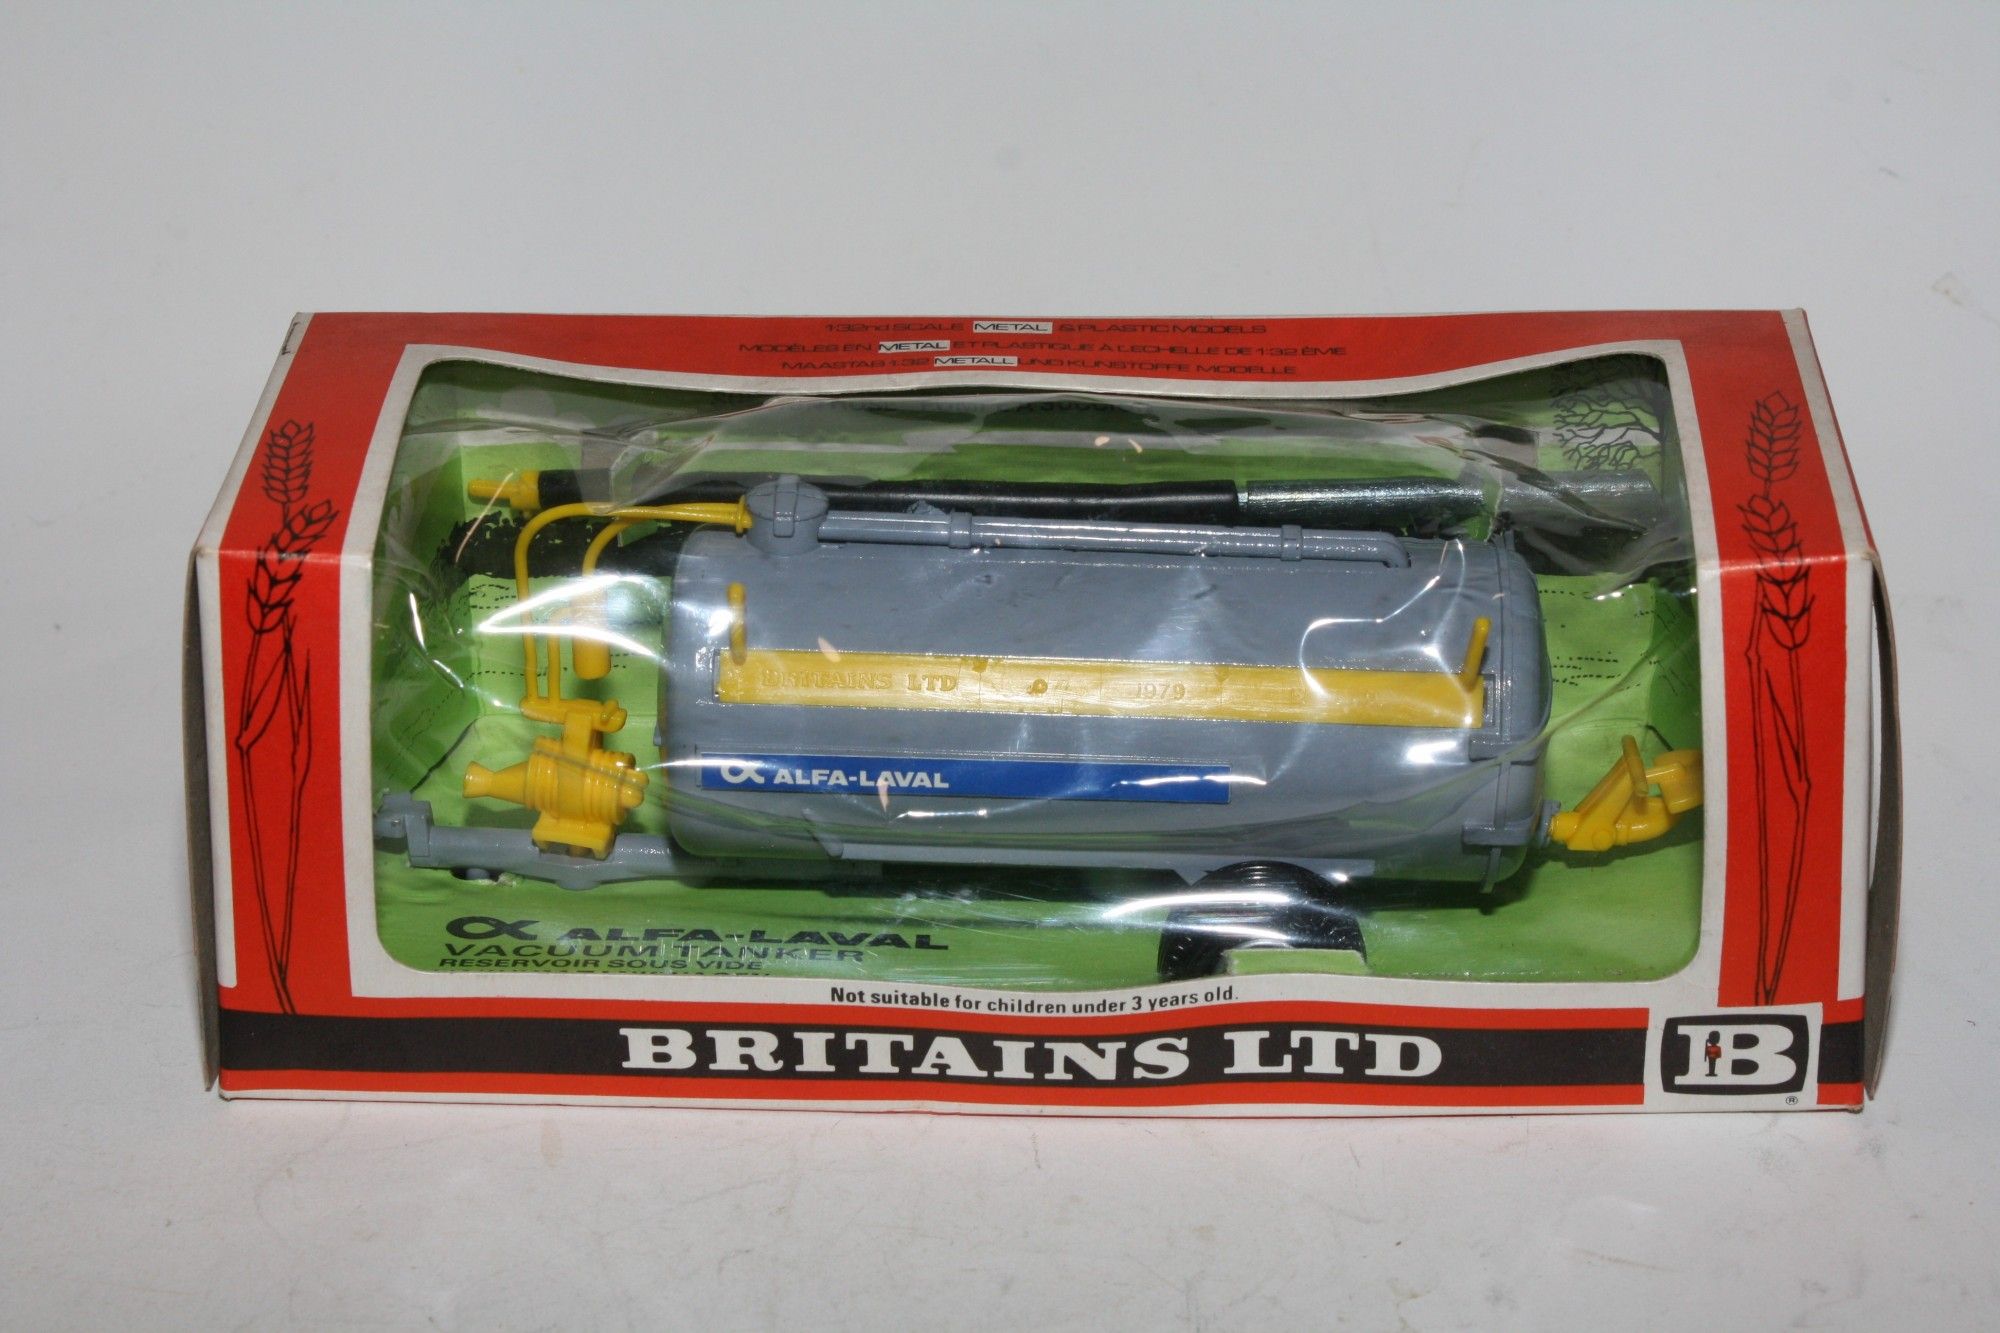 1:32nd SCALE METAL & PLASTIC MODELS
MODÈLES EN METAL ET PLASTIQUE À L'ECHELLE DE 1:32 ÈME
MAASTAB 1:32 METALL UND KUNSTOFFE MODELLE
BRITAINS LTD
1979
ALFA-LAVAL
ALFA-LAVAL
VACUUM TANKER
RESERVOIR SOUS VIDE
Not suitable for children under 3 years old.
BRITAINS LTD
B
®